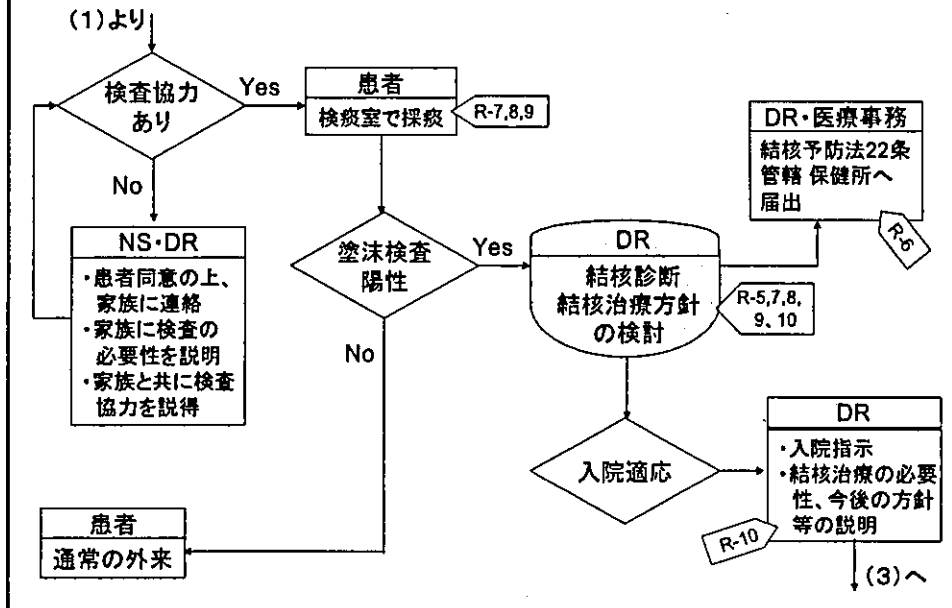 (1)より
検査協力
あり
Yes
患者
検痰室で採痰
R-7,8,9
No
NS・DR
・患者同意の上、
家族に連絡
・家族に検査の
必要性を説明
・家族と共に検査
協力を説得
塗沫検査
陽性
Yes
No
DR
結核診断
結核治療方針
の検討
R-5,7,8,
9、10
DR・医療事務
結核予防法22条
管轄 保健所へ
届出
R-6
入院適応
DR
・入院指示
・結核治療の必要
性、今後の方針
等の説明
R-10
(3)へ
患者
通常の外来